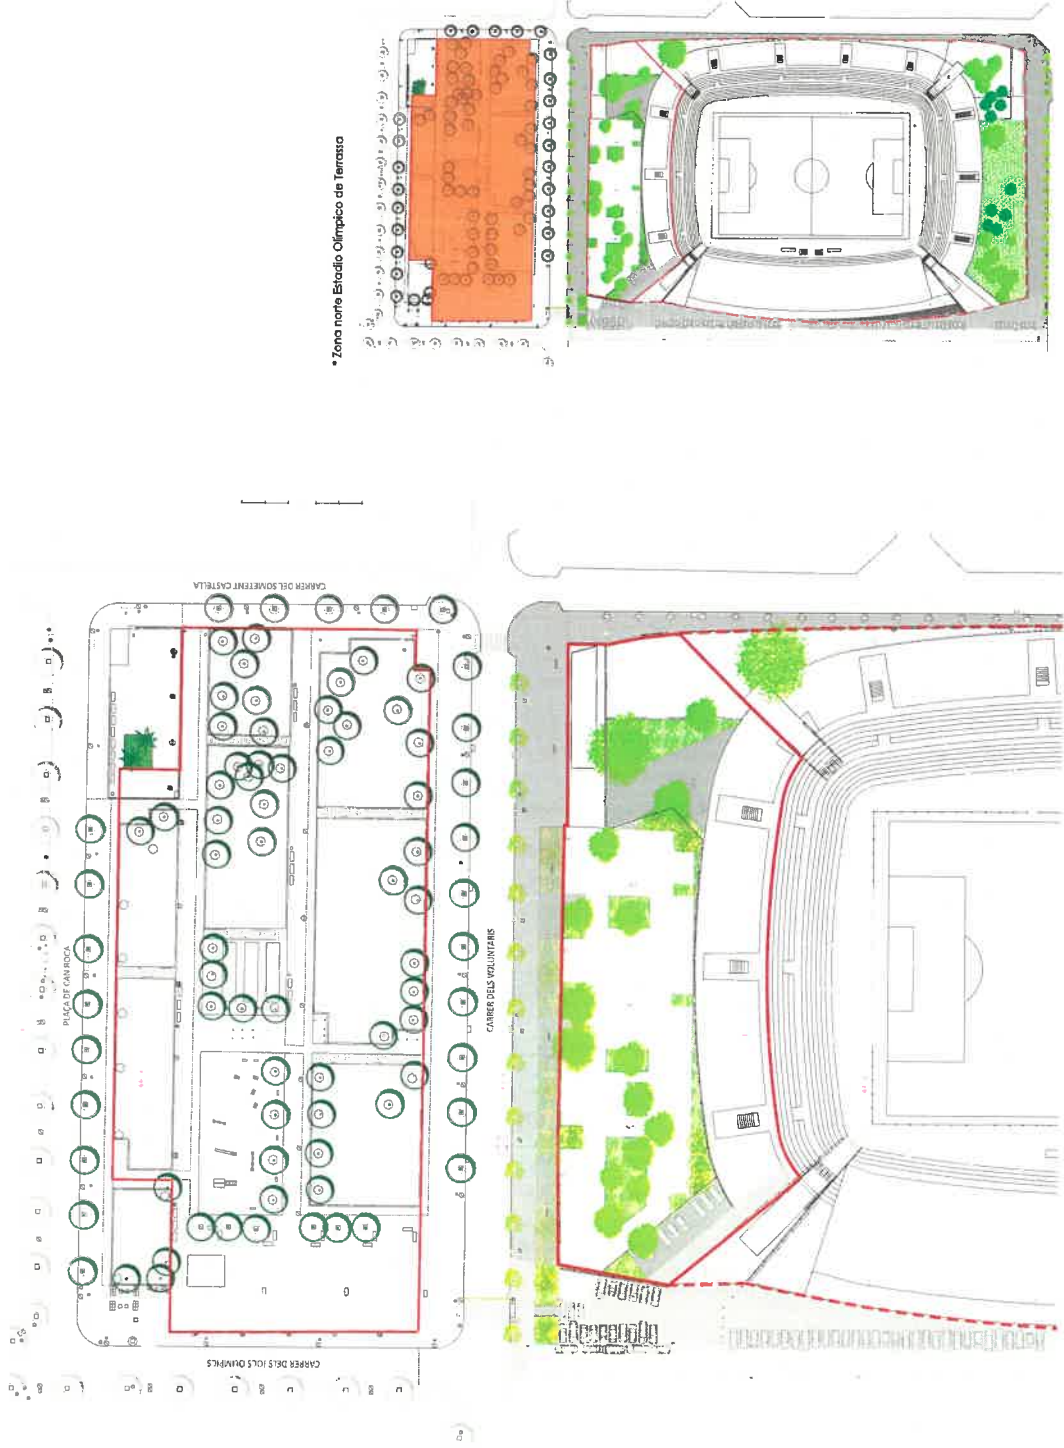 * Zona norte Estadio Olímpico de Terrassa
CARRER DEL SOMETENT CASTELLA
PLAÇA DE CAN ROCA
CARRER DELS VOLUNTARIS
CARRER DELS JOCS OLIMPICS